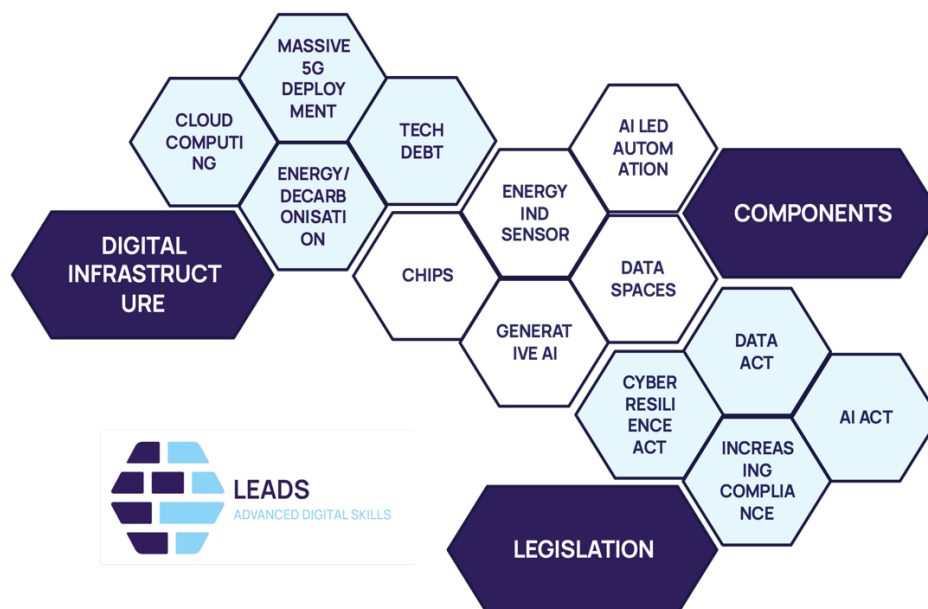 MASSIVE
5G
DEPLOY
MENT
CLOUD
COMPUTI
NG
TECH
DEBT
ENERGY/
DECARB
ONISATI
ON
DIGITAL
INFRASTRUCT
URE
AI LED
AUTOM
ATION
ENERGY
IND
SENSOR
COMPONENTS
CHIPS
DATA
SPACES
GENERAT
IVE AI
DATA
ACT
CYBER
RESILI
ENCE
ACT
AI ACT
INCREAS
ING
COMPLIA
NCE
LEGISLATION
LEADS
ADVANCED DIGITAL SKILLS